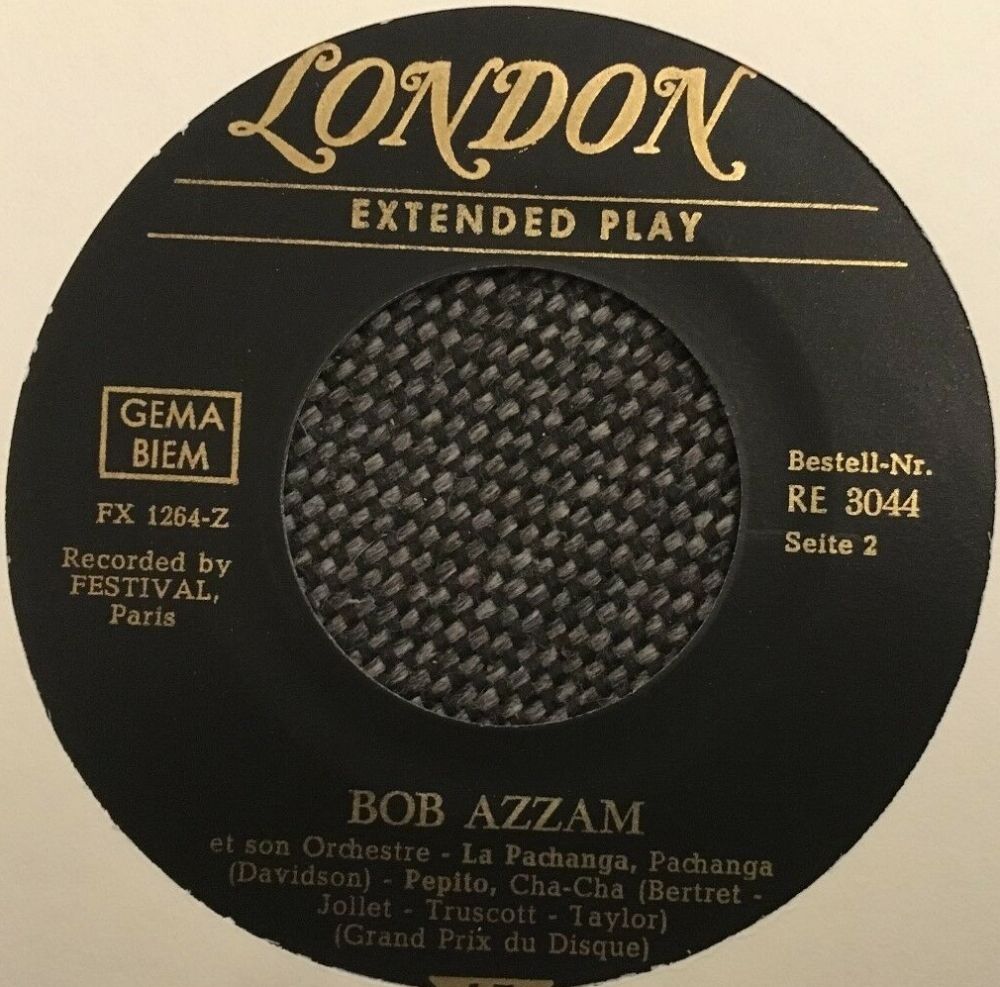 LONDON
EXTENDED PLAY
GEMA
BIEM
FX 1264-Z
Recorded by
FESTIVAL,
Paris
Bestell-Nr.
RE 3044
Seite 2
BOB AZZAM
et son Orchestre - La Pachanga, Pachanga
(Davidson) - Pepito, Cha-Cha (Bertret -
Jollet - Truscott - Taylor)
(Grand Prix du Disque)